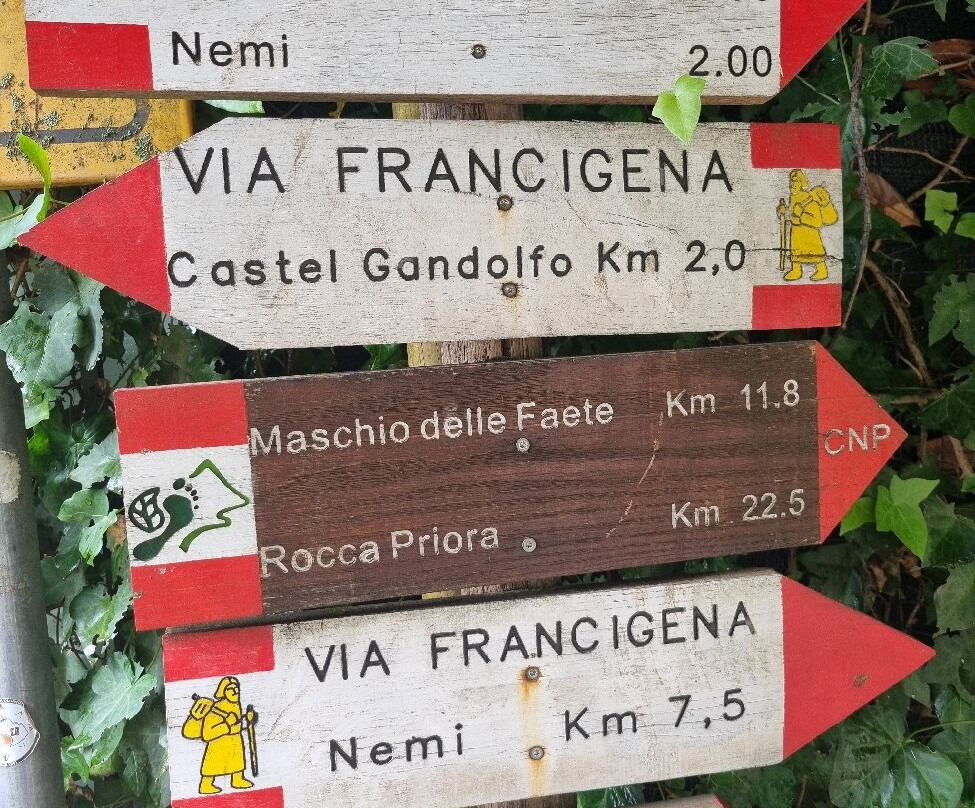 Nemi 2.00
VIA FRANCIGENA
Castel Gandolfo Km 2,0
Maschio delle Faete Km 11.8
CNP
Rocca Priora Km 22.5
VIA FRANCIGENA
Nemi Km 7,5